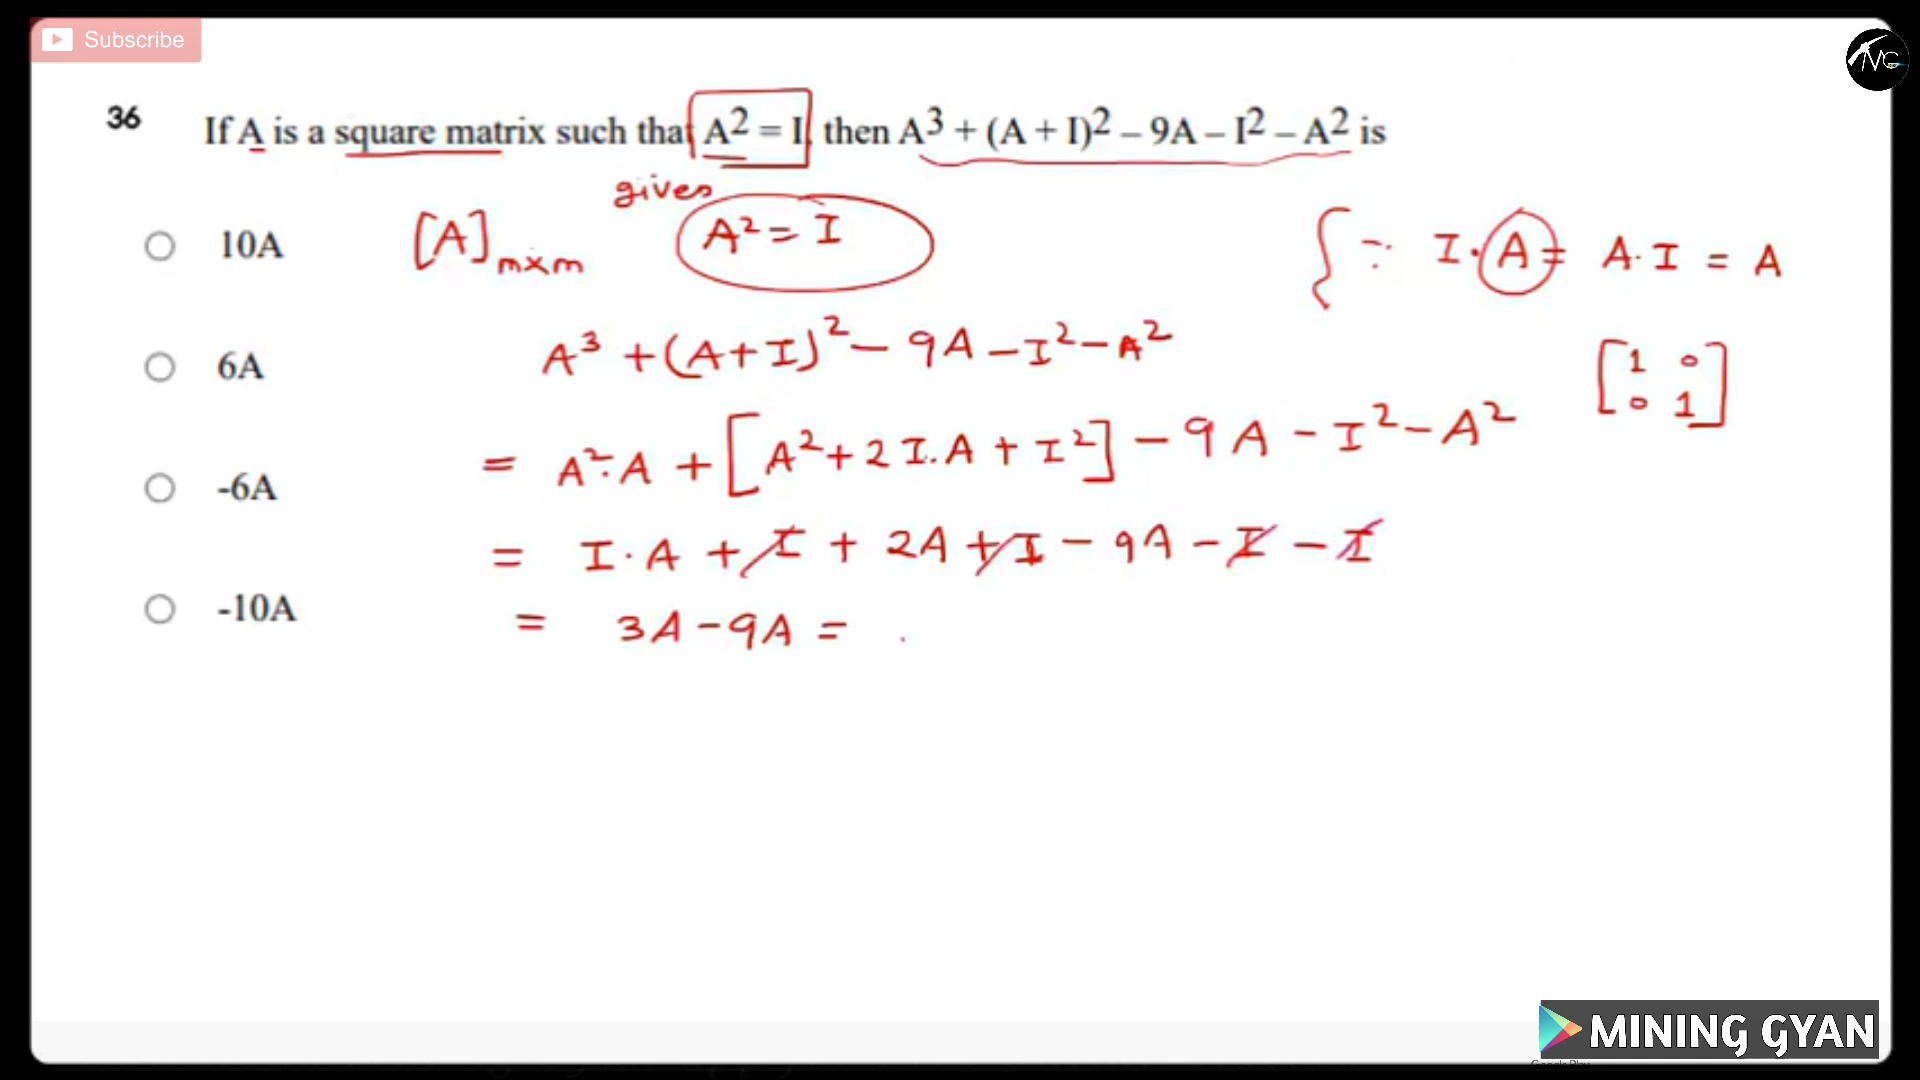 Subscribe
NG
36 If A is a square matrix such that A² = I, then A³ + (A + I)² – 9A – I² – A² is
gives
10A
[A]m×m
A² = I
{ ∵ I·A = A·I = A
6A
A³ + (A+I)² – 9A – I² – A²
[1 0
0 1]
= A²·A + [A² + 2I.A + I²] – 9A – I² – A²
-6A
= I·A + I + 2A + I – 9A – I – I
-10A
= 3A – 9A =
MINING GYAN